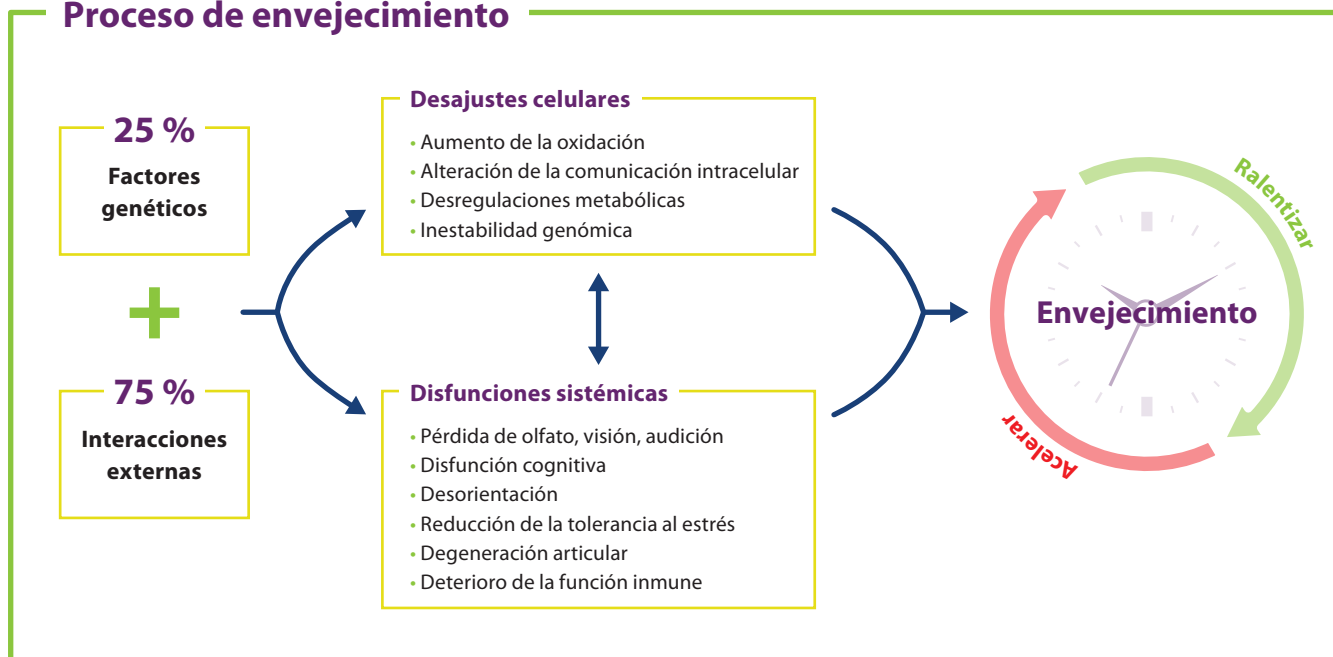 Proceso de envejecimiento
25 %
Factores
genéticos
+
75 %
Interacciones
externas
Desajustes celulares
• Aumento de la oxidación
• Alteración de la comunicación intracelular
• Desregulaciones metabólicas
• Inestabilidad genómica
Disfunciones sistémicas
• Pérdida de olfato, visión, audición
• Disfunción cognitiva
• Desorientación
• Reducción de la tolerancia al estrés
• Degeneración articular
• Deterioro de la función inmune
Ralentizar
Envejecimiento
Acelerar